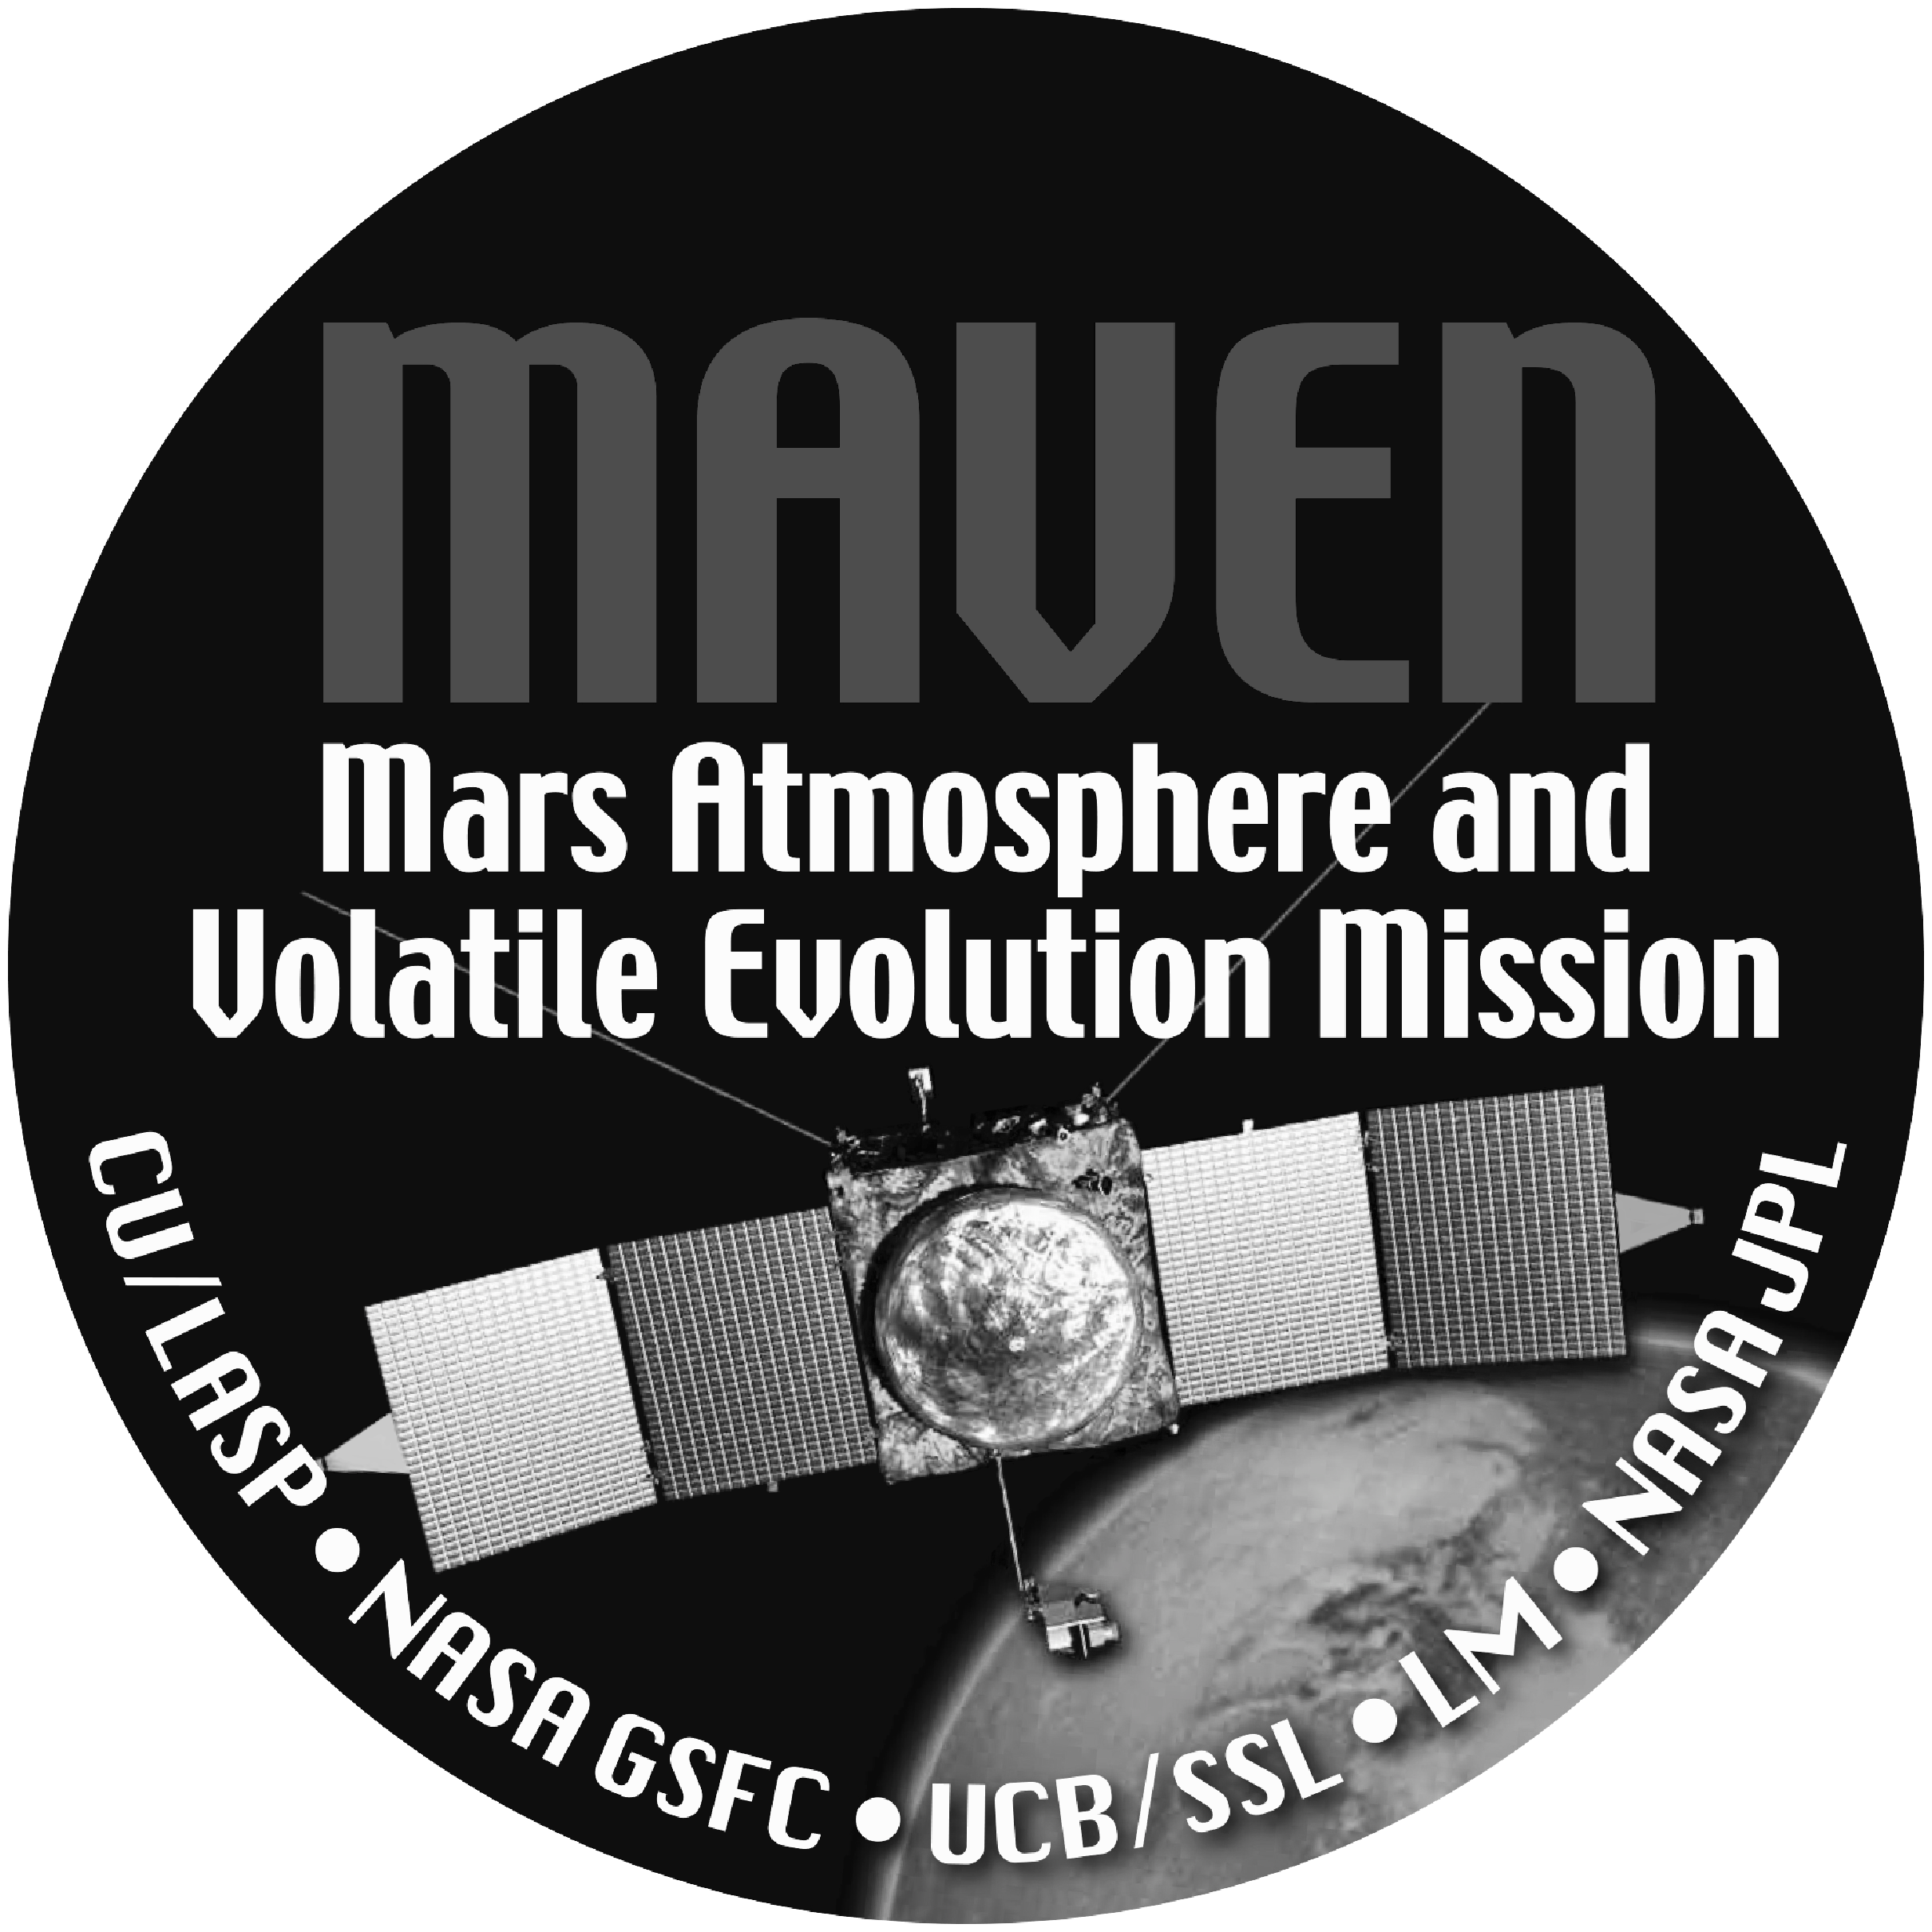 MAVEN
Mars Atmosphere and
Volatile Evolution Mission
CU/LASP • NASA GSFC • UCB/SSL • LM • NASA JPL